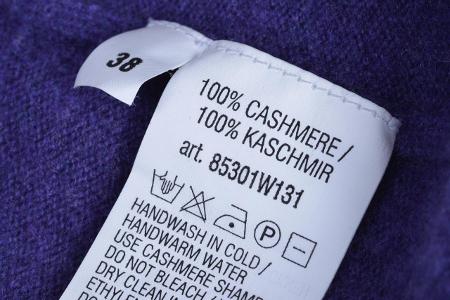 38
100% CASHMERE /
100% KASCHMIR
art. 85301W131
P
HANDWASH IN COLD /
HANDWARM WATER
USE CASHMERE
DO NOT BLEACH /
DRY CLEAN IN